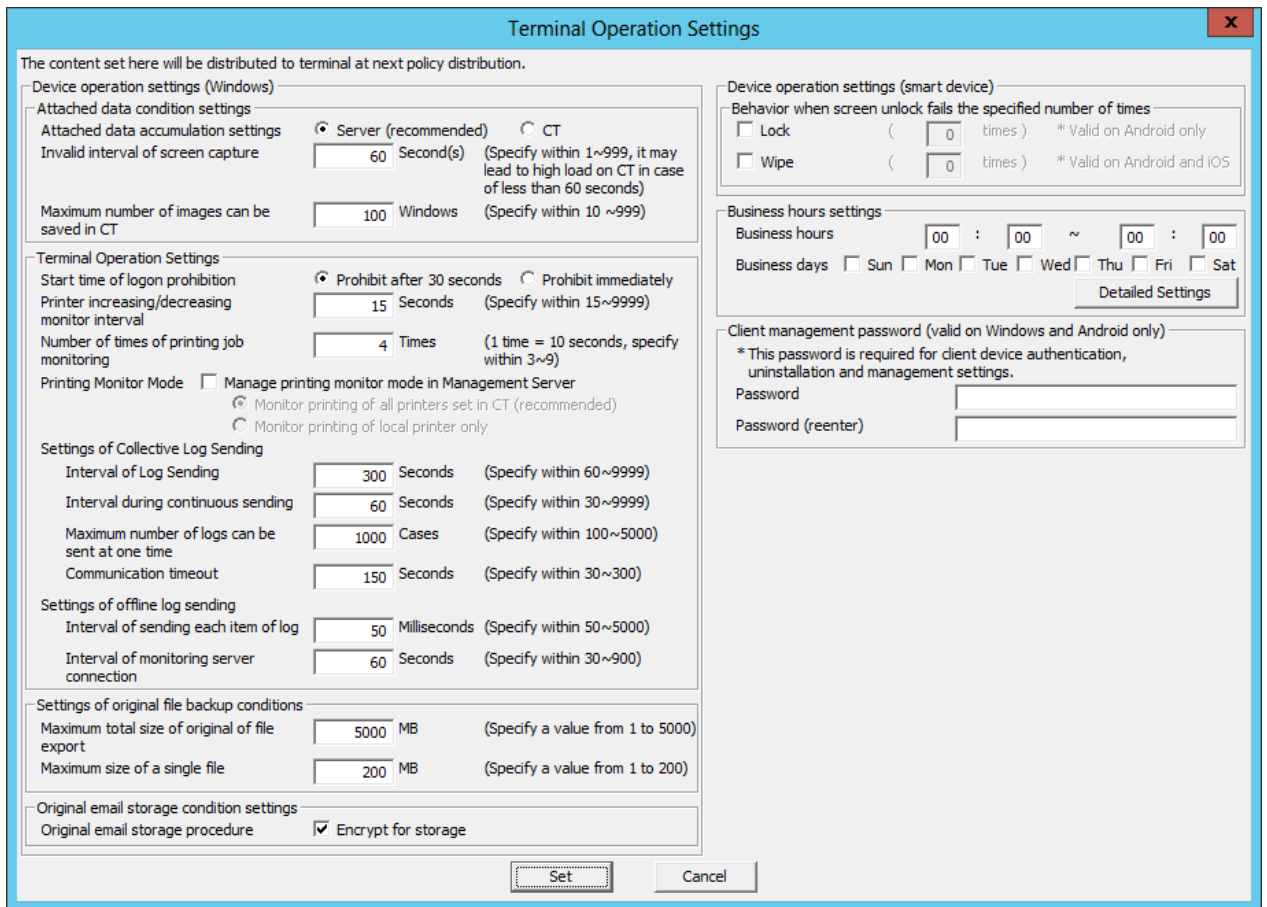 Terminal Operation Settings
x
The content set here will be distributed to terminal at next policy distribution.
Device operation settings (Windows)
Attached data condition settings
Attached data accumulation settings Server (recommended) CT
Invalid interval of screen capture 60 Second(s) (Specify within 1~999, it may
lead to high load on CT in case
of less than 60 seconds)
Maximum number of images can be
saved in CT 100 Windows (Specify within 10 ~999)
Terminal Operation Settings
Start time of logon prohibition Prohibit after 30 seconds Prohibit immediately
Printer increasing/decreasing
monitor interval 15 Seconds (Specify within 15~9999)
Number of times of printing job
monitoring 4 Times (1 time = 10 seconds, specify
within 3~9)
Printing Monitor Mode Manage printing monitor mode in Management Server
Monitor printing of all printers set in CT (recommended)
Monitor printing of local printer only
Settings of Collective Log Sending
Interval of Log Sending 300 Seconds (Specify within 60~9999)
Interval during continuous sending 60 Seconds (Specify within 30~9999)
Maximum number of logs can be
sent at one time 1000 Cases (Specify within 100~5000)
Communication timeout 150 Seconds (Specify within 30~300)
Settings of offline log sending
Interval of sending each item of log 50 Milliseconds (Specify within 50~5000)
Interval of monitoring server
connection 60 Seconds (Specify within 30~900)
Settings of original file backup conditions
Maximum total size of original of file
export 5000 MB (Specify a value from 1 to 5000)
Maximum size of a single file 200 MB (Specify a value from 1 to 200)
Original email storage condition settings
Original email storage procedure Encrypt for storage
Device operation settings (smart device)
Behavior when screen unlock fails the specified number of times
Lock ( 0 times ) * Valid on Android only
Wipe ( 0 times ) * Valid on Android and iOS
Business hours settings
Business hours 00 : 00 ~ 00 : 00
Business days Sun Mon Tue Wed Thu Fri Sat
Detailed Settings
Client management password (valid on Windows and Android only)
* This password is required for client device authentication,
uninstallation and management settings.
Password
Password (reenter)
Set Cancel